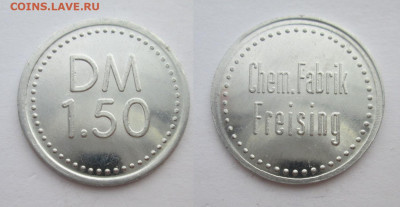 COINS.LAVE.RU
DM
1.50
Chem.Fabrik
Freising